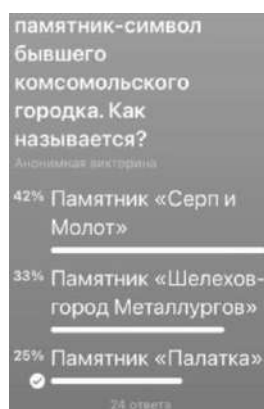 памятник-символ
бывшего
комсомольского
городка. Как
называется?
Анонимная викторина
42% Памятник «Серп и
Молот»
33% Памятник «Шелехов-
город Металлургов»
25% Памятник «Палатка»
24 ответа